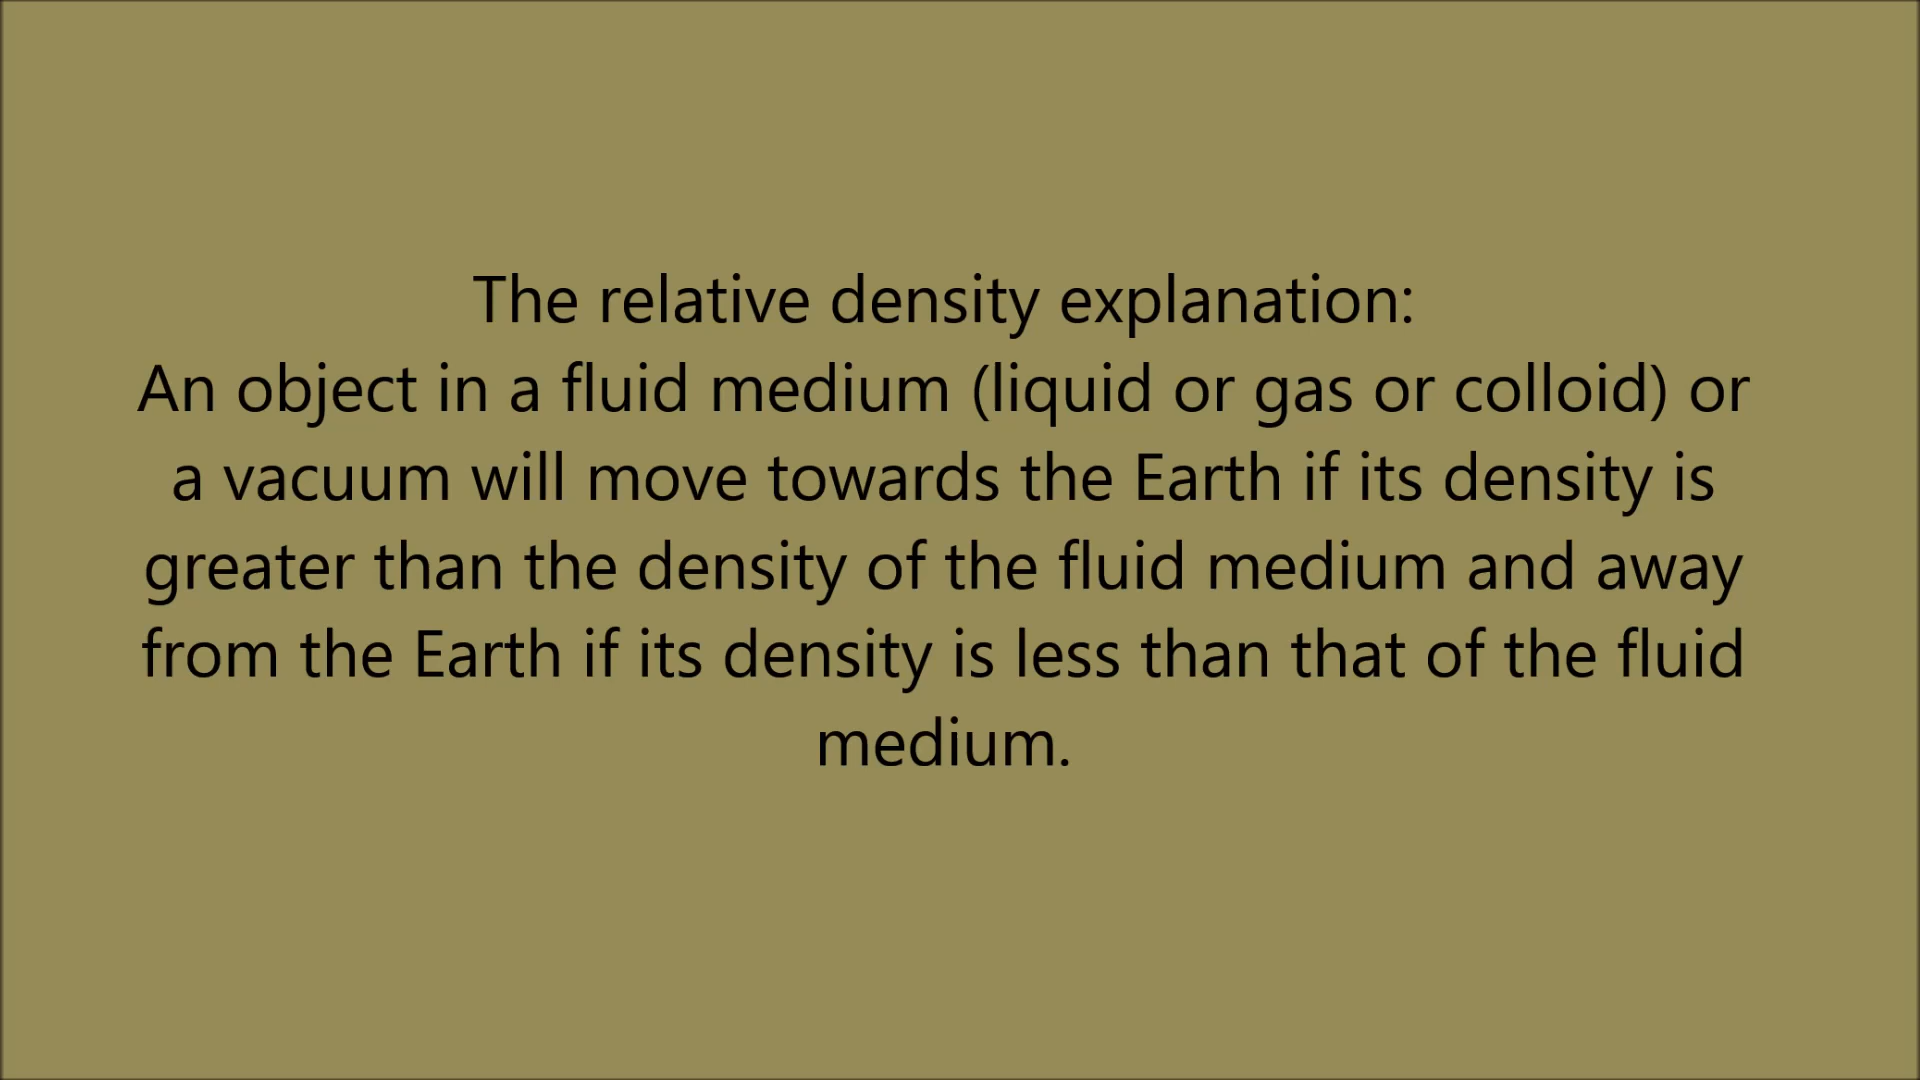 The relative density explanation:
An object in a fluid medium (liquid or gas or colloid) or
a vacuum will move towards the Earth if its density is
greater than the density of the fluid medium and away
from the Earth if its density is less than that of the fluid
medium.